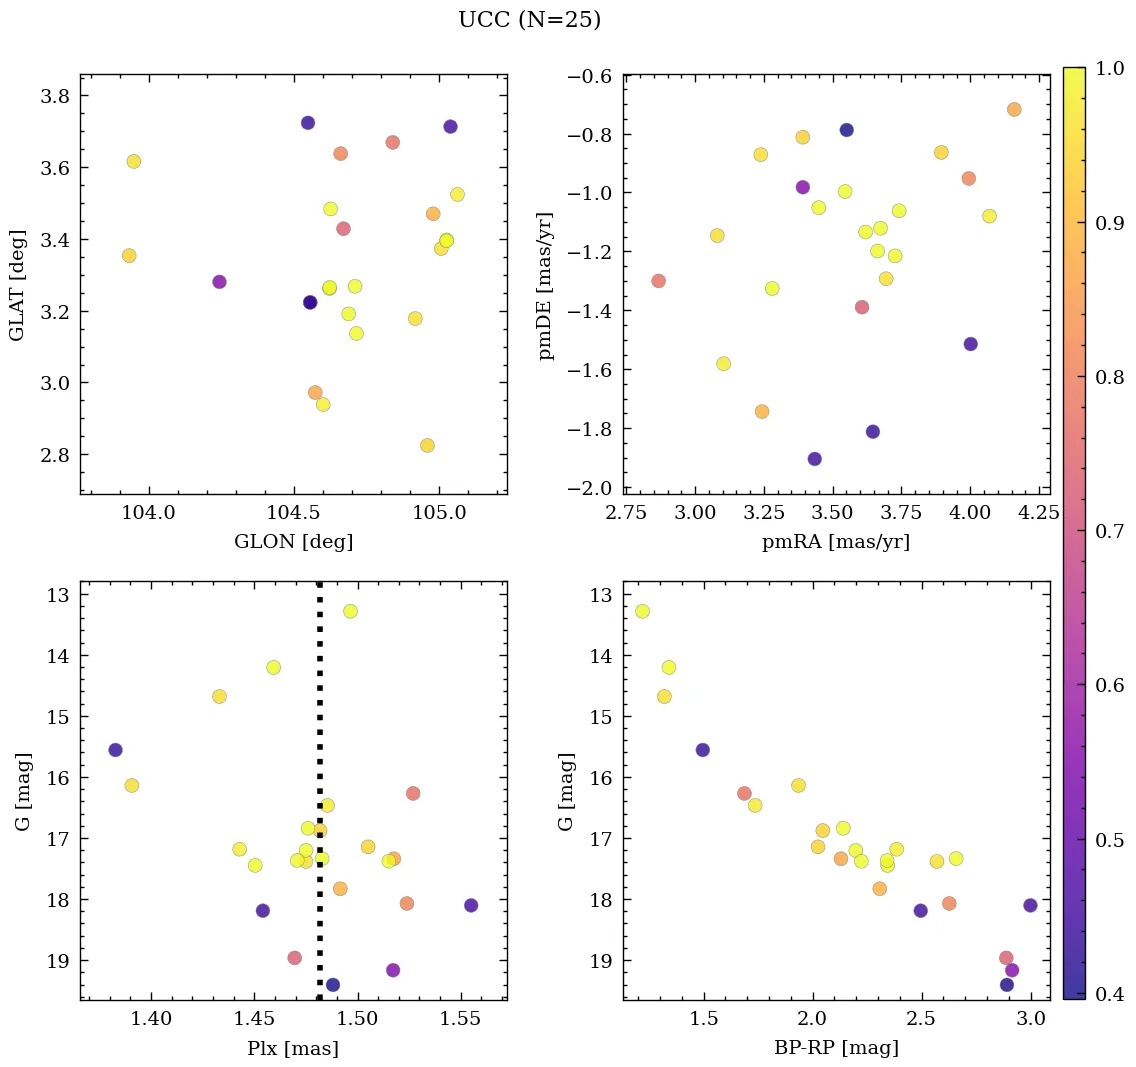 UCC (N=25)
3.8
3.6
3.4
3.2
3.0
2.8
GLAT [deg]
104.0 104.5 105.0
GLON [deg]
−0.6
−0.8
−1.0
−1.2
−1.4
−1.6
−1.8
−2.0
pmDE [mas/yr]
2.75 3.00 3.25 3.50 3.75 4.00 4.25
pmRA [mas/yr]
13
14
15
16
17
18
19
G [mag]
1.40 1.45 1.50 1.55
Plx [mas]
13
14
15
16
17
18
19
G [mag]
1.5 2.0 2.5 3.0
BP-RP [mag]
1.0
0.9
0.8
0.7
0.6
0.5
0.4